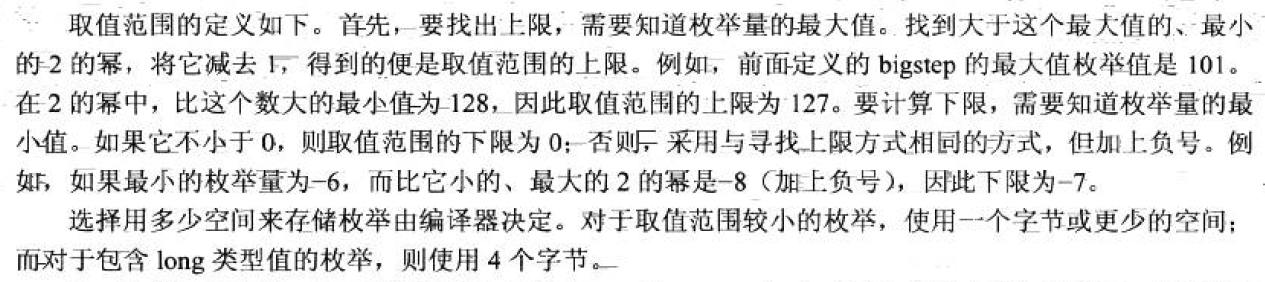 取值范围的定义如下。首先，要找出上限，需要知道枚举量的最大值。找到大于这个最大值的、最小
的 2 的幂，将它减去 1，得到的便是取值范围的上限。例如，前面定义的 bigstep 的最大值枚举值是 101。
在 2 的幂中，比这个数大的最小值为 128，因此取值范围的上限为 127。要计算下限，需要知道枚举量的最
小值。如果它不小于 0，则取值范围的下限为 0；否则，采用与寻找上限方式相同的方式，但加上负号。例
如，如果最小的枚举量为–6，而比它小的、最大的 2 的幂是–8（加上负号），因此下限为–7。
选择用多少空间来存储枚举由编译器决定。对于取值范围较小的枚举，使用一个字节或更少的空间；
而对于包含 long 类型值的枚举，则使用 4 个字节。